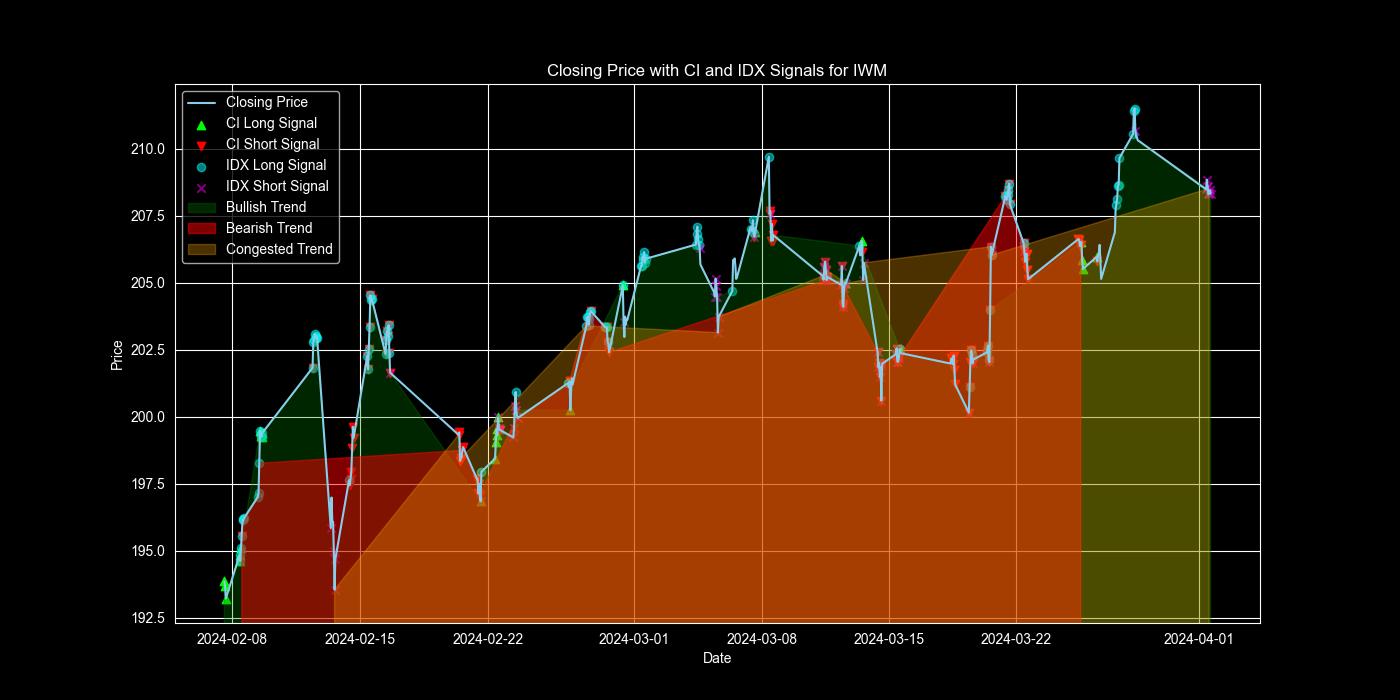 Closing Price with CI and IDX Signals for IWM
Closing Price
CI Long Signal
CI Short Signal
IDX Long Signal
IDX Short Signal
Bullish Trend
Bearish Trend
Congested Trend
Price
210.0
207.5
205.0
202.5
200.0
197.5
195.0
192.5
2024-02-08 2024-02-15 2024-02-22 2024-03-01 2024-03-08 2024-03-15 2024-03-22 2024-04-01
Date